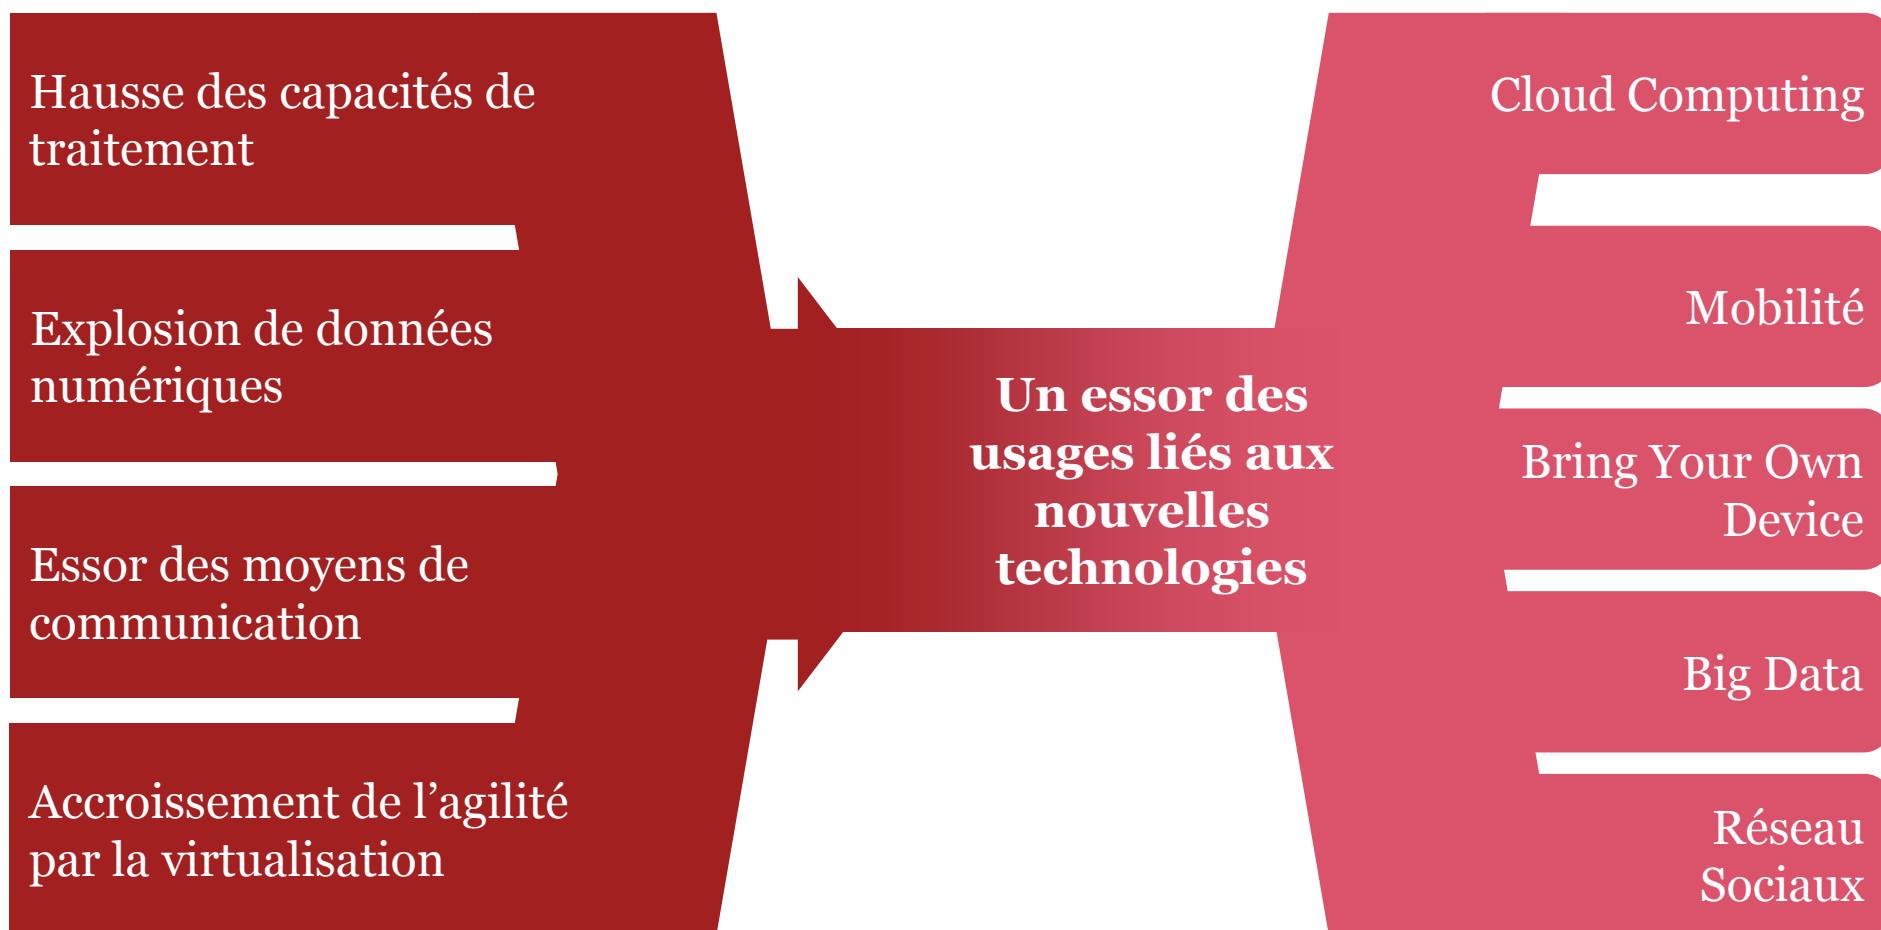 Hausse des capacités de
traitement
Explosion de données
numériques
Essor des moyens de
communication
Accroissement de l’agilité
par la virtualisation
Un essor des
usages liés aux
nouvelles
technologies
Cloud Computing
Mobilité
Bring Your Own
Device
Big Data
Réseau
Sociaux